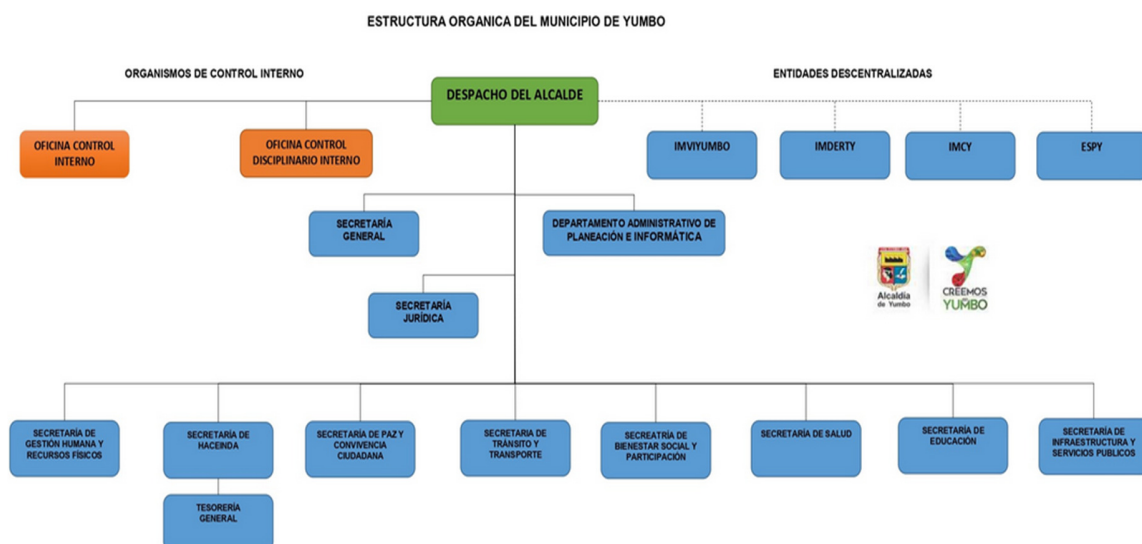 ESTRUCTURA ORGANICA DEL MUNICIPIO DE YUMBO
ORGANISMOS DE CONTROL INTERNO
ENTIDADES DESCENTRALIZADAS
DESPACHO DEL ALCALDE
OFICINA CONTROL
INTERNO
OFICINA CONTROL
DISCIPLINARIO INTERNO
IMVIYUMBO
IMDERTY
IMCY
ESPY
SECRETARÍA
GENERAL
DEPARTAMENTO ADMINISTRATIVO DE
PLANEACIÓN E INFORMÁTICA
SECRETARÍA
JURÍDICA
Alcaldía
de Yumbo
CREEMOS
YUMBO
SECRETARÍA DE
GESTIÓN HUMANA Y
RECURSOS FÍSICOS
SECRETARÍA DE
HACEINDA
SECRETARÍA DE PAZ Y
CONVIVENCIA
CIUDADANA
SECRETARIA DE
TRÁNSITO Y
TRANSPORTE
SECREATRÍA DE
BIENESTAR SOCIAL Y
PARTICIPACIÓN
SECRETARÍA DE SALUD
SECRETARÍA DE
EDUCACIÓN
SECRETARÍA DE
INFRAESTRUCTURA Y
SERVICIOS PUBLICOS
TESORERÍA
GENERAL